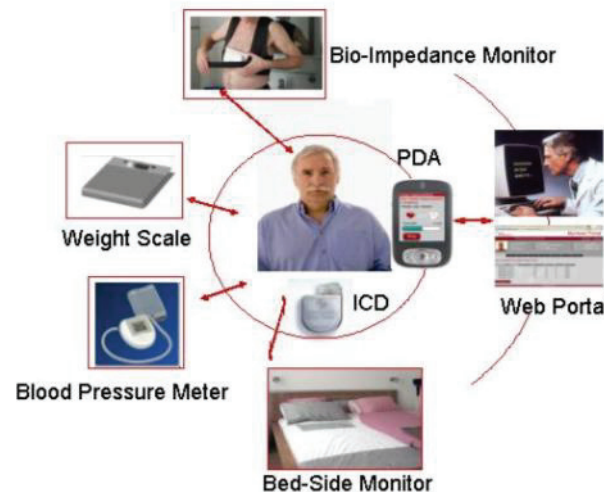 Bio-Impedance Monitor
PDA
Weight Scale
ICD
Web Porta
Blood Pressure Meter
Bed-Side Monitor